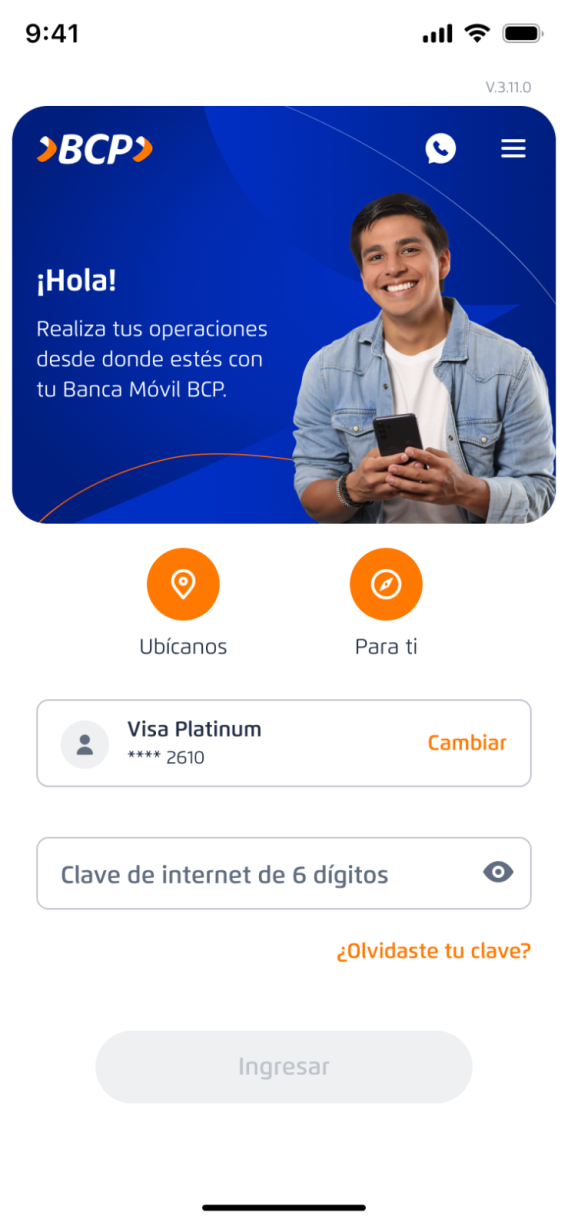 9:41
V.3.11.0
BCP
¡Hola!
Realiza tus operaciones
desde donde estés con
tu Banca Móvil BCP.
Ubícanos
Para ti
Visa Platinum
**** 2610
Cambiar
Clave de internet de 6 dígitos
¿Olvidaste tu clave?
Ingresar